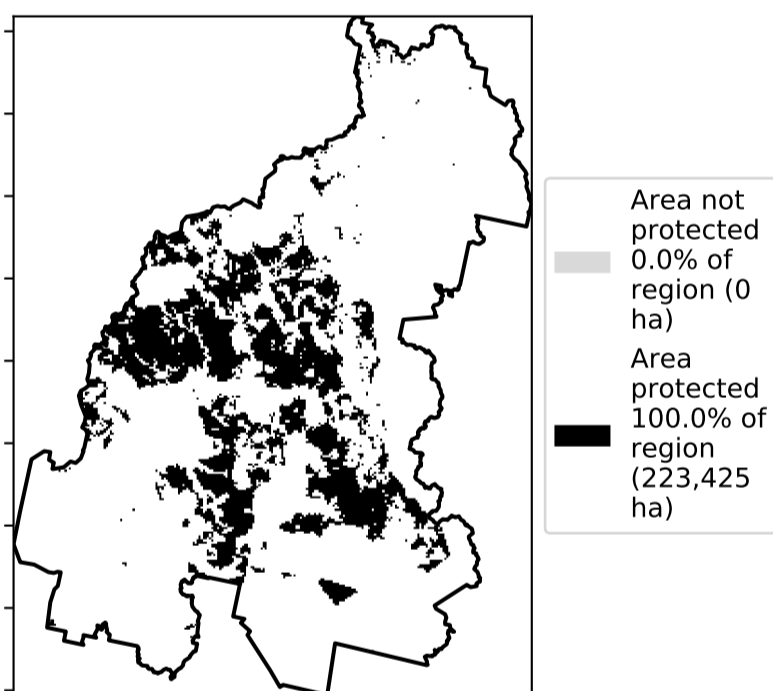 Area not
protected
0.0% of
region (0
ha)
Area
protected
100.0% of
region
(223,425
ha)